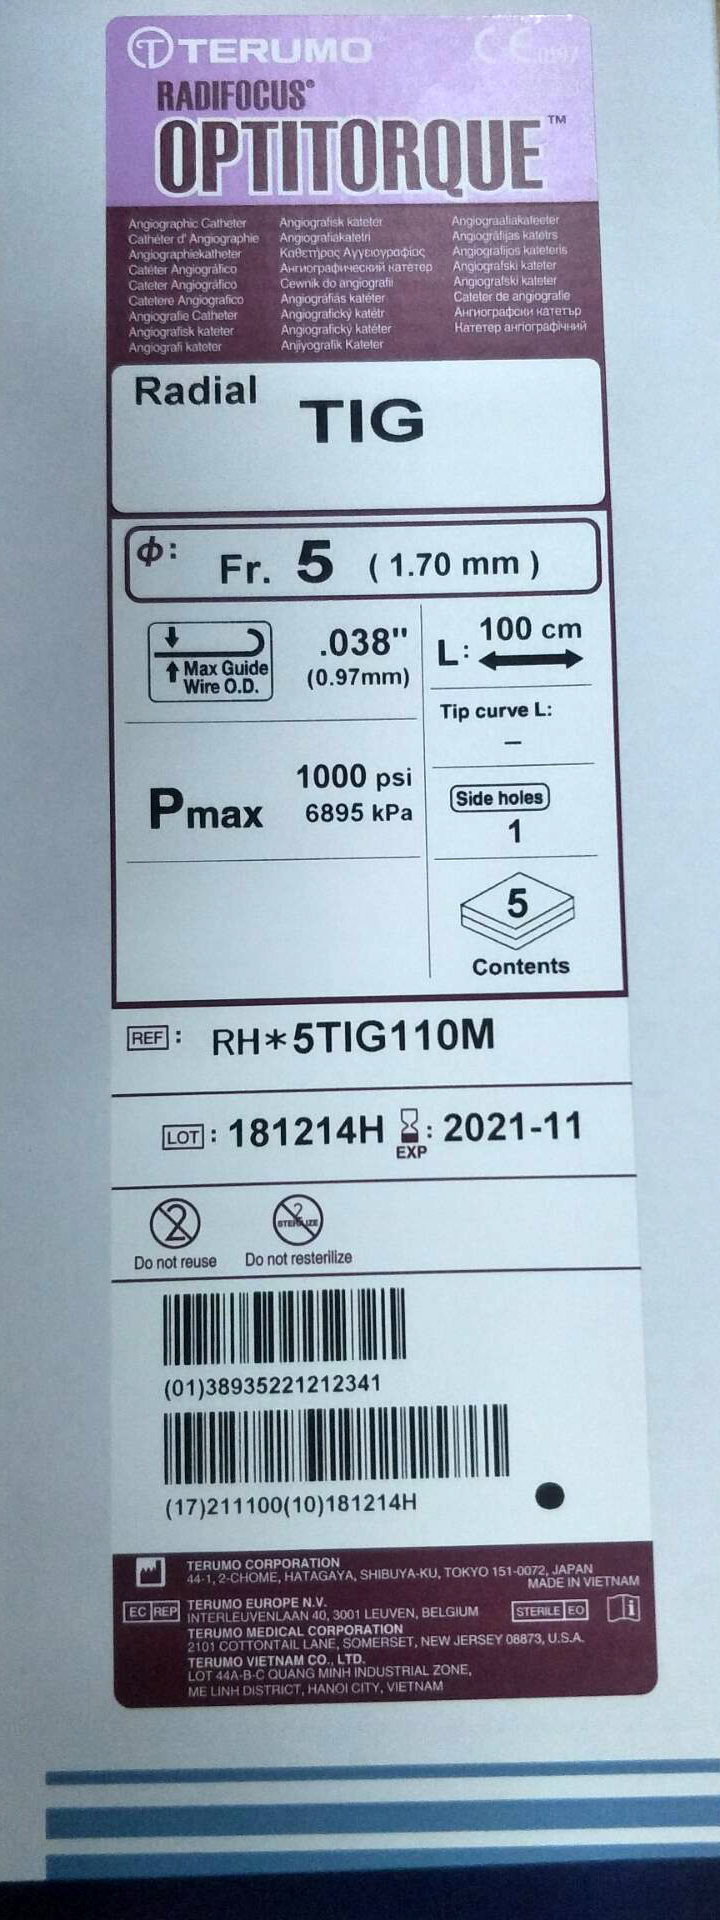 TERUMO
CE 0197
RADIFOCUS®
OPTITORQUE™
Angiographic Catheter
Cathéter d' Angiographie
Angiographiekatheter
Catéter Angiográfico
Cateter Angiográfico
Catetere Angiografico
Angiografie Catheter
Angiografisk kateter
Angiografi kateter
Angiografisk kateter
Angiografiakatetri
Καθετήρας Αγγειογραφίας
Ангиографический катетер
Cewnik do angiografii
Angiográfiás katéter
Angiografický katétr
Angiografický katéter
Anjiyografik Kateter
Angiograafiakateeter
Angiogrāfijas katetrs
Angiografijos kateteris
Angiografski kateter
Angiografski kateter
Cateter de angiografie
Ангиографски катетър
Катетер ангіографічний
Radial
TIG
Φ: Fr. 5 (1.70 mm)
Max Guide
Wire O.D.
.038"
(0.97mm)
L: 100 cm
Tip curve L:
–
Pmax
1000 psi
6895 kPa
Side holes
1
5
Contents
REF : RH*5TIG110M
LOT : 181214H EXP : 2021-11
2
Do not reuse
2
STERILIZE
Do not resterilize
(01)38935221212341
(17)211100(10)181214H
TERUMO CORPORATION
44-1, 2-CHOME, HATAGAYA, SHIBUYA-KU, TOKYO 151-0072, JAPAN
MADE IN VIETNAM
EC REP TERUMO EUROPE N.V.
INTERLEUVENLAAN 40, 3001 LEUVEN, BELGIUM
STERILE EO
i
TERUMO MEDICAL CORPORATION
2101 COTTONTAIL LANE, SOMERSET, NEW JERSEY 08873, U.S.A.
TERUMO VIETNAM CO., LTD.
LOT 44A-B-C QUANG MINH INDUSTRIAL ZONE,
ME LINH DISTRICT, HANOI CITY, VIETNAM